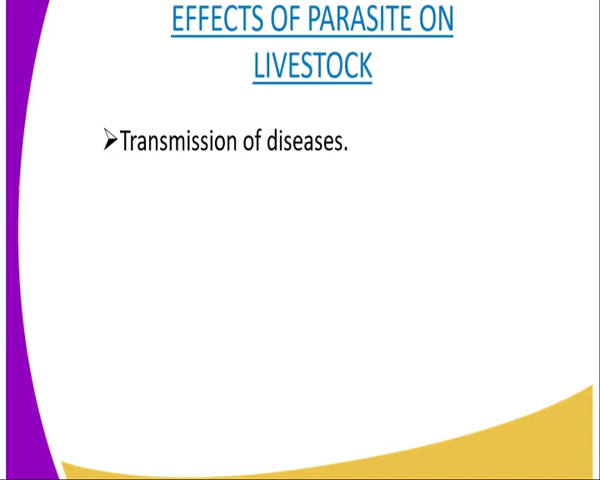 EFFECTS OF PARASITE ON
LIVESTOCK
➢Transmission of diseases.